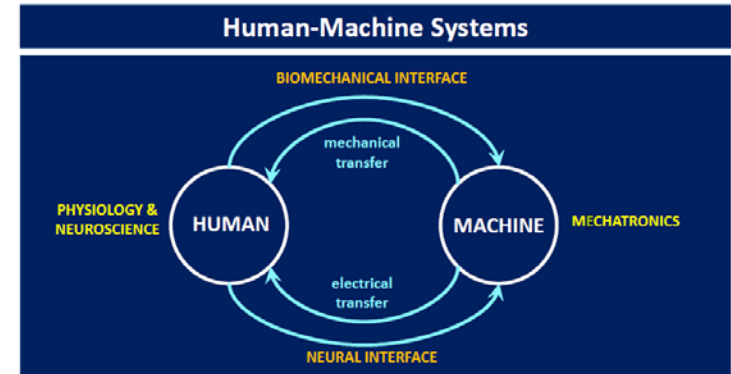 Human-Machine Systems
BIOMECHANICAL INTERFACE
mechanical
transfer
PHYSIOLOGY &
NEUROSCIENCE
HUMAN
MACHINE
MECHATRONICS
electrical
transfer
NEURAL INTERFACE